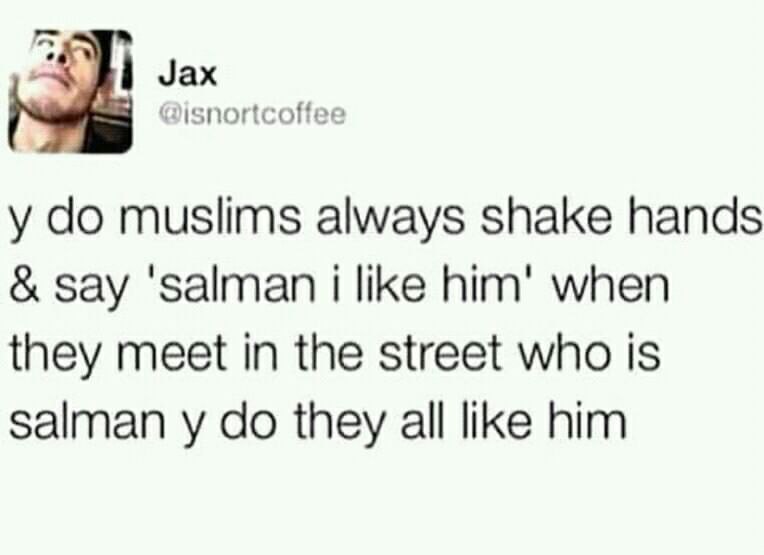 Jax
@isnortcoffee
y do muslims always shake hands
& say 'salman i like him' when
they meet in the street who is
salman y do they all like him